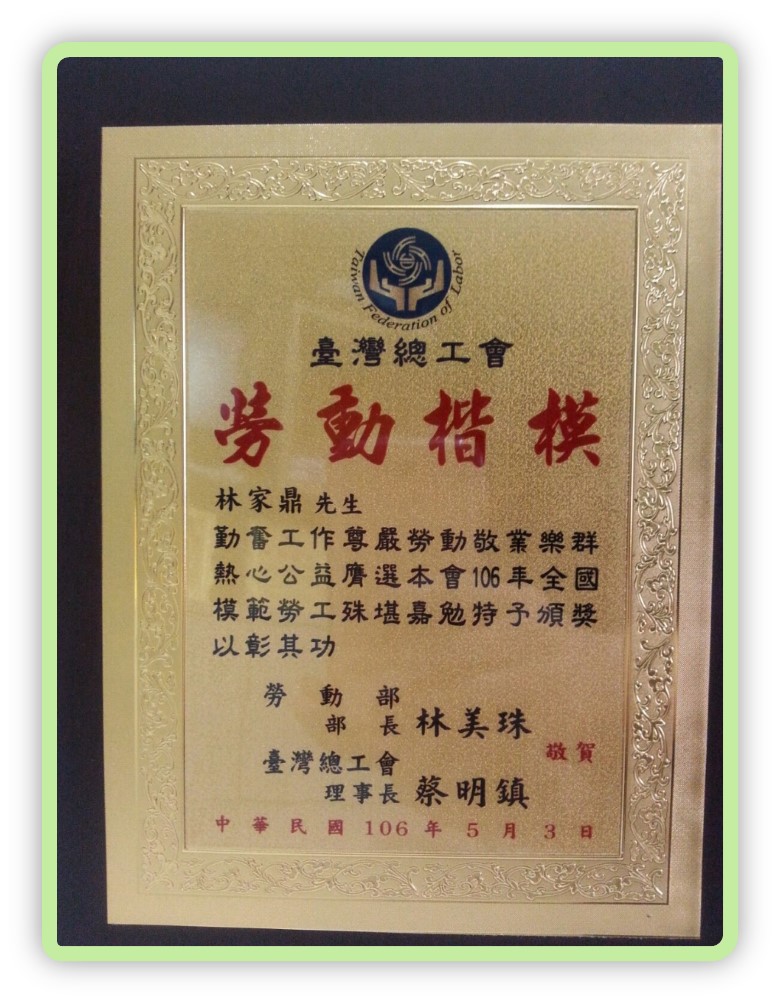 Taiwan Federation of Labor
臺灣總工會
勞動楷模
林家鼎 先生
勤奮工作尊嚴勞動敬業樂群
熱心公益膺選本會106年全國
模範勞工殊堪嘉勉特予頒獎
以彰其功
勞動部
部長 林美珠
敬賀
臺灣總工會
理事長 蔡明鎮
中華民國106年5月3日